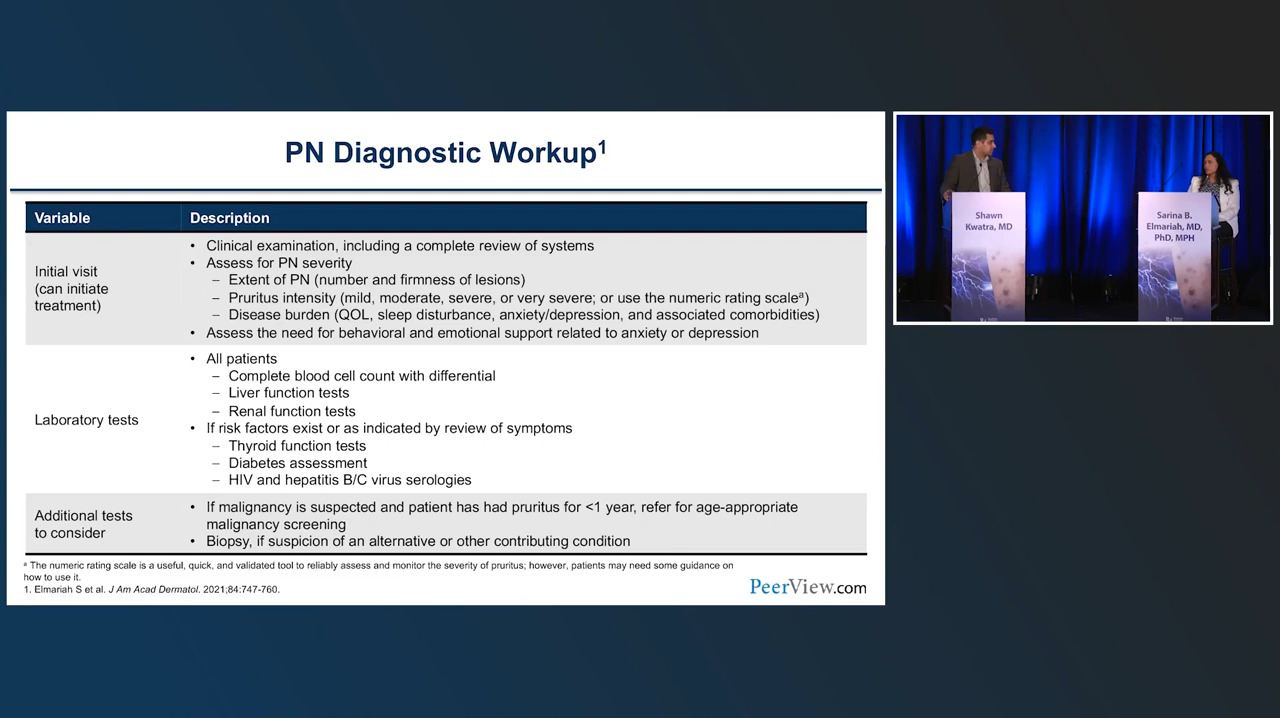 PN Diagnostic Workup¹
Variable
Description
Initial visit
(can initiate
treatment)
• Clinical examination, including a complete review of systems
• Assess for PN severity
– Extent of PN (number and firmness of lesions)
– Pruritus intensity (mild, moderate, severe, or very severe; or use the numeric rating scaleᵃ)
– Disease burden (QOL, sleep disturbance, anxiety/depression, and associated comorbidities)
• Assess the need for behavioral and emotional support related to anxiety or depression
Laboratory tests
• All patients
– Complete blood cell count with differential
– Liver function tests
– Renal function tests
• If risk factors exist or as indicated by review of symptoms
– Thyroid function tests
– Diabetes assessment
– HIV and hepatitis B/C virus serologies
Additional tests
to consider
• If malignancy is suspected and patient has had pruritus for <1 year, refer for age-appropriate
malignancy screening
• Biopsy, if suspicion of an alternative or other contributing condition
ᵃ The numeric rating scale is a useful, quick, and validated tool to reliably assess and monitor the severity of pruritus; however, patients may need some guidance on
how to use it.
1. Elmariah S et al. J Am Acad Dermatol. 2021;84:747-760.
PeerView.com
Shawn
Kwatra, MD
Sarina B.
Elmariah, MD,
PhD, MPH